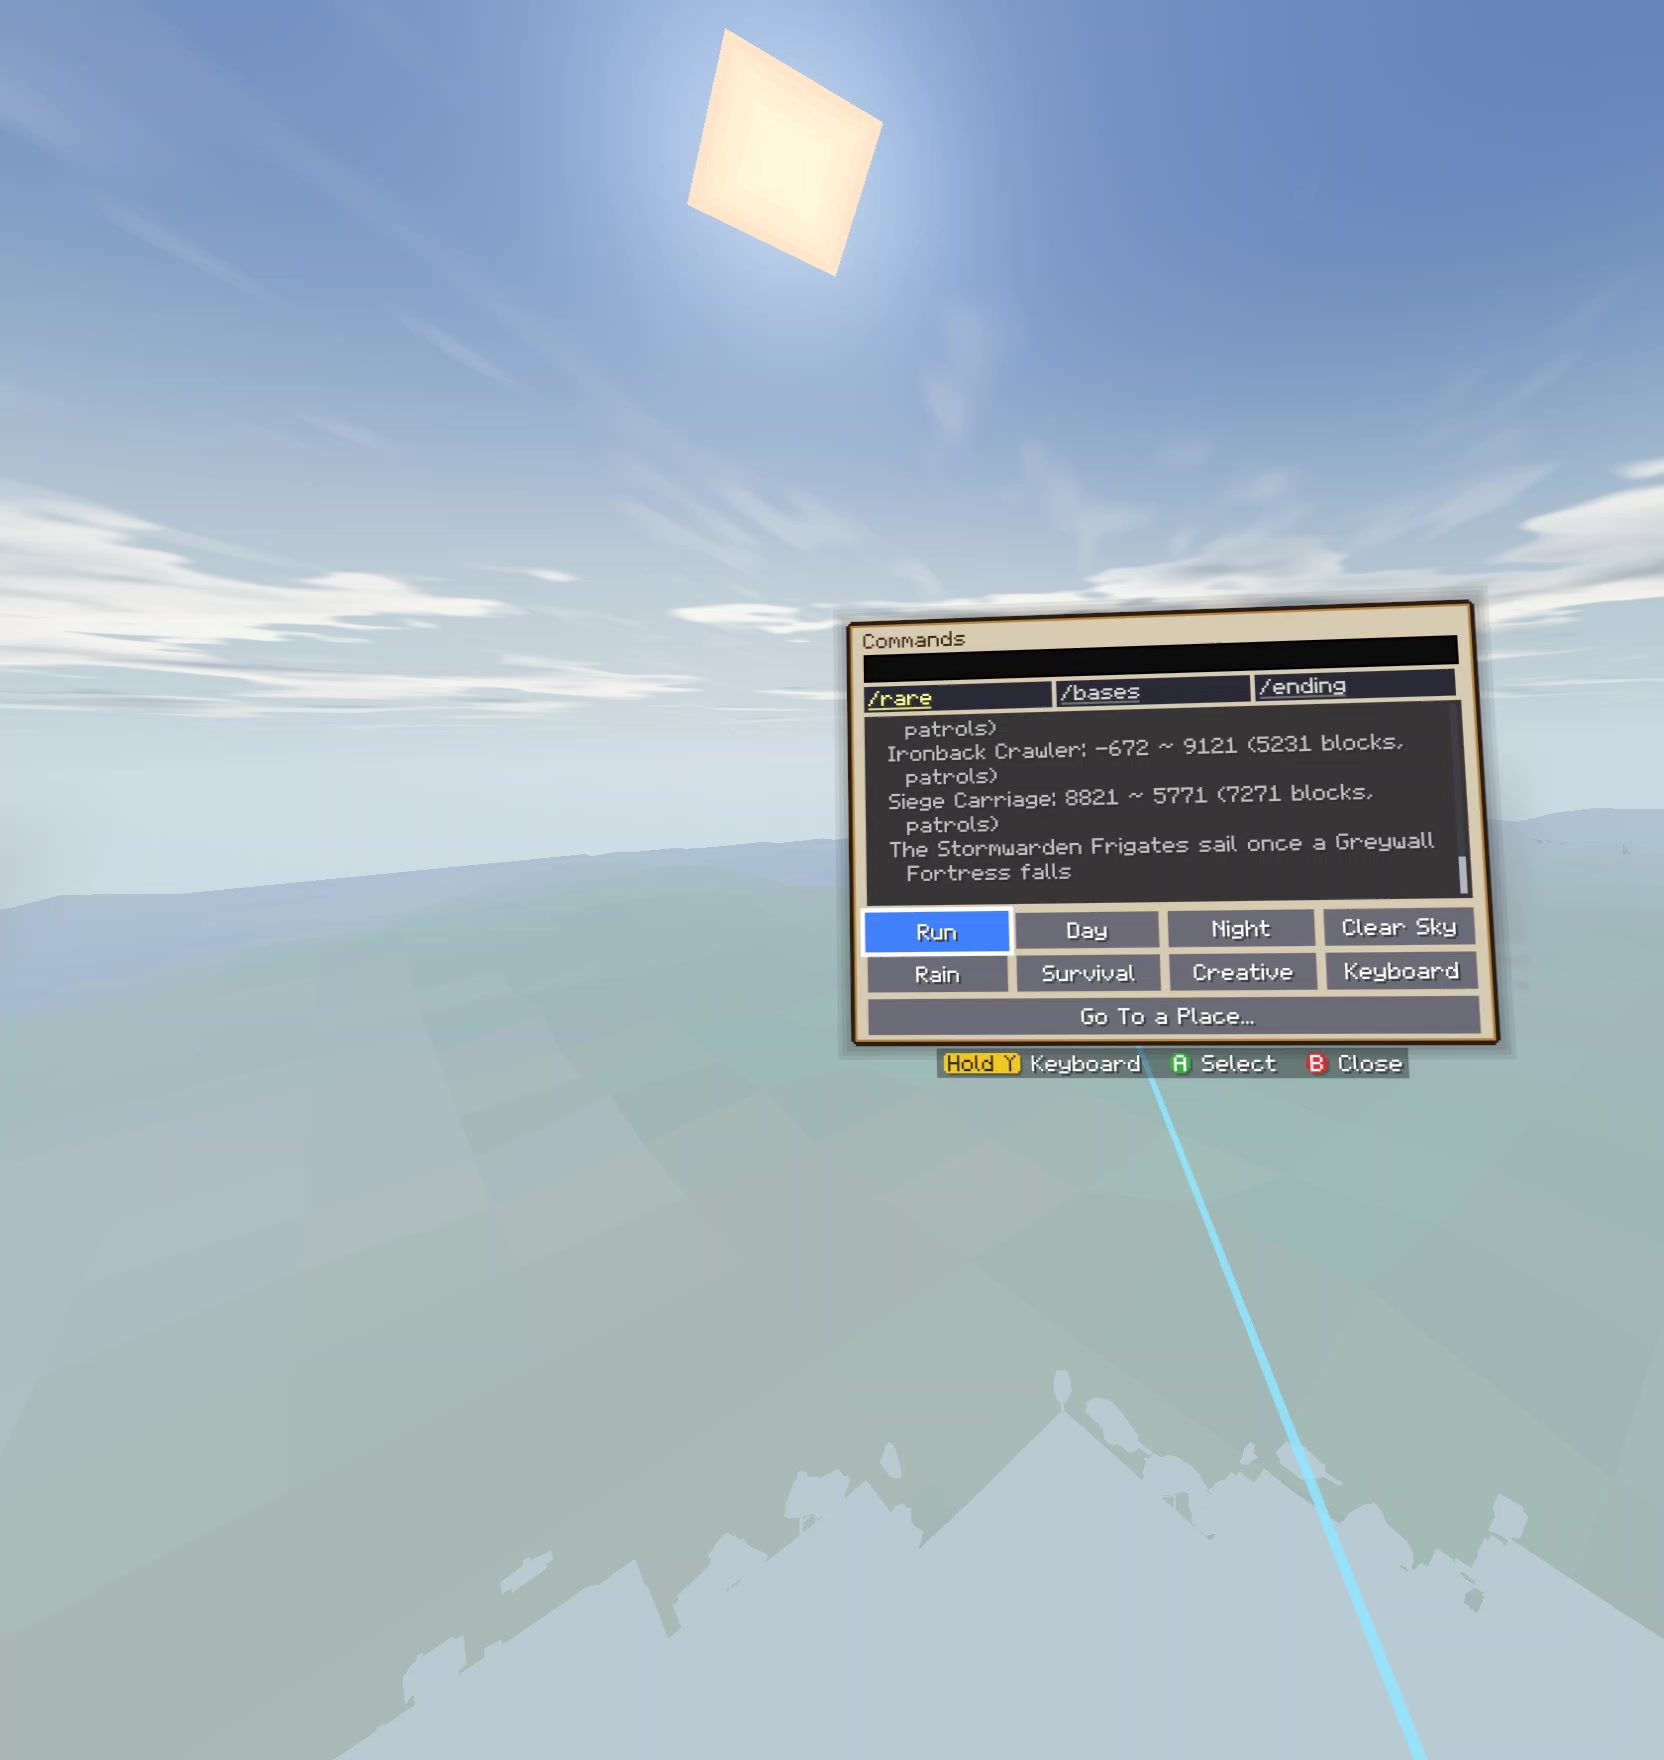 Commands
/rare /bases /ending
patrols)
Ironback Crawler: -672 ~ 9121 (5231 blocks,
patrols)
Siege Carriage: 8821 ~ 5771 (7271 blocks,
patrols)
The Stormwarden Frigates sail once a Greywall
Fortress falls
Run Day Night Clear Sky
Rain Survival Creative Keyboard
Go To a Place...
Hold Y Keyboard A Select B Close